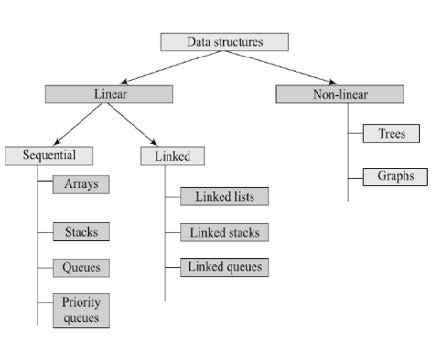 Data structures
Linear
Non-linear
Sequential
Linked
Trees
Graphs
Arrays
Stacks
Queues
Priority
queues
Linked lists
Linked stacks
Linked queues